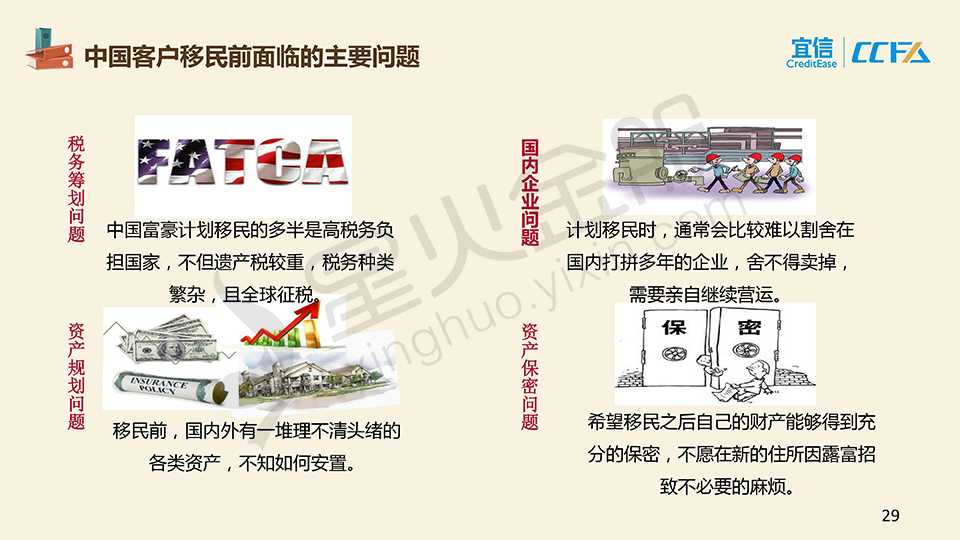 中国客户移民前面临的主要问题
宜信
CreditEase
CCFA
税务筹划问题
FATCA
中国富豪计划移民的多半是高税务负
担国家，不但遗产税较重，税务种类
繁杂，且全球征税。
国内企业问题
计划移民时，通常会比较难以割舍在
国内打拼多年的企业，舍不得卖掉，
需要亲自继续营运。
资产规划问题
INSURANCE
POLICY
移民前，国内外有一堆理不清头绪的
各类资产，不知如何安置。
资产保密问题
保 密
希望移民之后自己的财产能够得到充
分的保密，不愿在新的住所因露富招
致不必要的麻烦。
星火金服
xinghuo.yixin.com
29